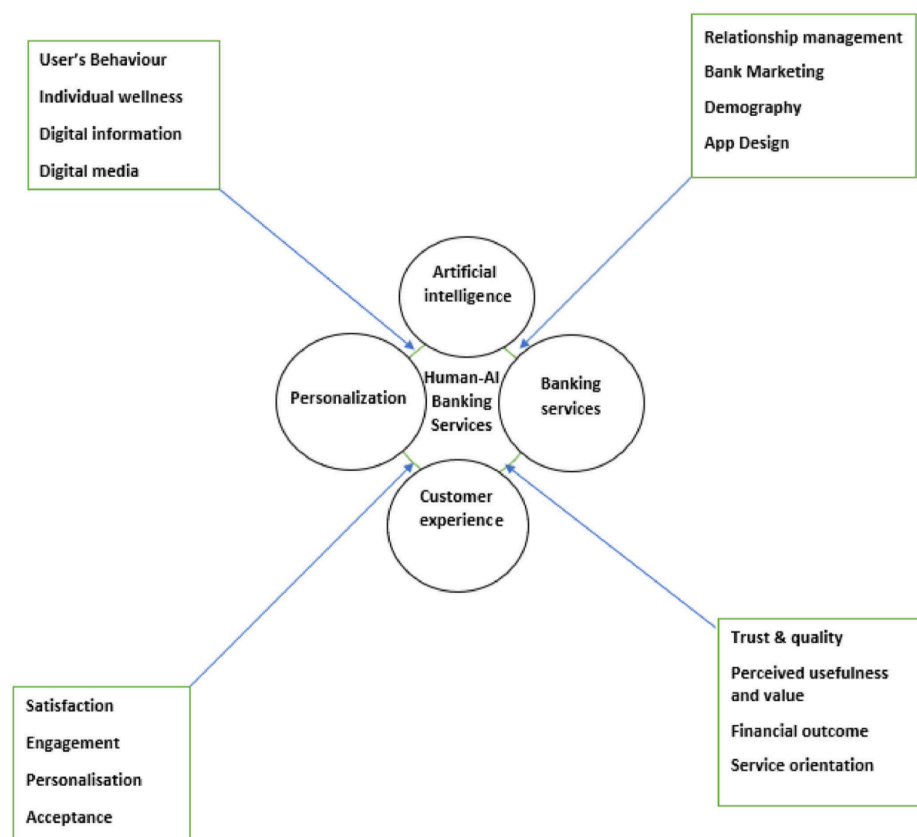 User's Behaviour
Individual wellness
Digital information
Digital media
Relationship management
Bank Marketing
Demography
App Design
Artificial
intelligence
Personalization
Human-AI
Banking
Services
Banking
services
Customer
experience
Satisfaction
Engagement
Personalisation
Acceptance
Trust & quality
Perceived usefulness
and value
Financial outcome
Service orientation